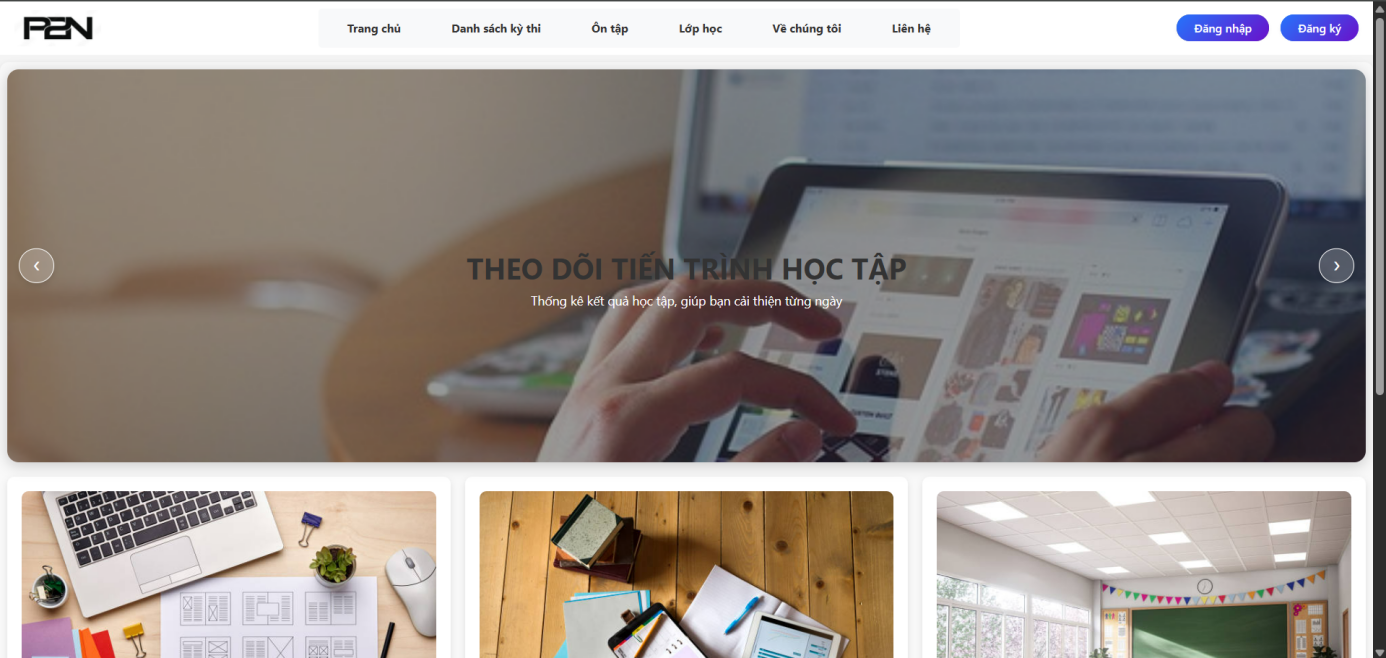 PEN
Trang chủ
Danh sách kỳ thi
Ôn tập
Lớp học
Về chúng tôi
Liên hệ
Đăng nhập
Đăng ký
THEO DÕI TIẾN TRÌNH HỌC TẬP
Thống kê kết quả học tập, giúp bạn cải thiện từng ngày